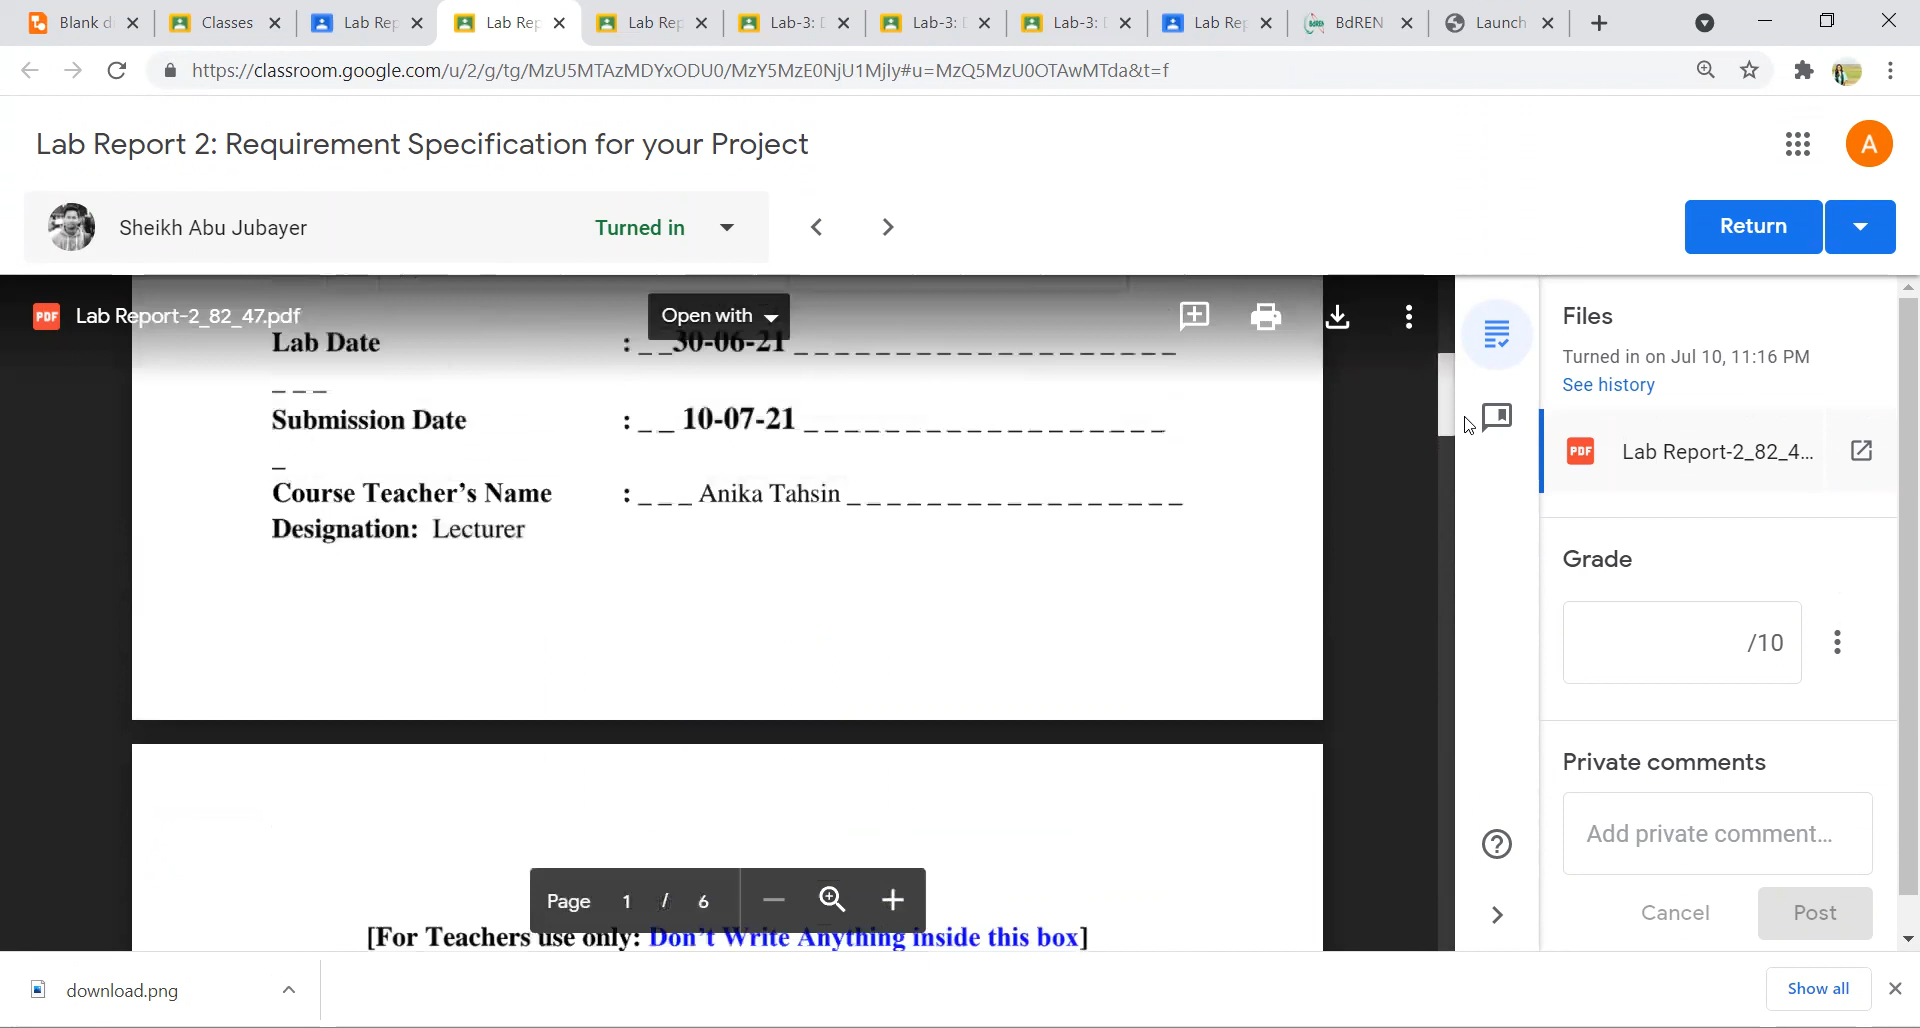 Blank d
Classes
Lab Rep
Lab Rep
Lab Rep
Lab-3: D
Lab-3: D
Lab-3: D
Lab Rep
BdREN
Launch
https://classroom.google.com/u/2/g/tg/MzU5MTAzMDYxODU0/MzY5MzE0NjU1Mjly#u=MzQ5MzU0OTAwMTda&t=f
Lab Report 2: Requirement Specification for your Project
A
Sheikh Abu Jubayer
Turned in
Return
PDF Lab Report-2_82_47.pdf
Open with
Lab Date : _ _30-06-21 _ _ _ _ _ _ _ _ _ _ _ _ _ _ _ _ _ _ _
_ _ _
Submission Date : _ _ 10-07-21 _ _ _ _ _ _ _ _ _ _ _ _ _ _ _ _ _ _
_
Course Teacher's Name : _ _ _ Anika Tahsin _ _ _ _ _ _ _ _ _ _ _ _ _ _ _ _ _
Designation: Lecturer
Page 1 / 6
[For Teachers use only: Don't Write Anything inside this box]
Files
Turned in on Jul 10, 11:16 PM
See history
PDF Lab Report-2_82_4...
Grade
/10
Private comments
Add private comment...
Cancel
Post
download.png
Show all